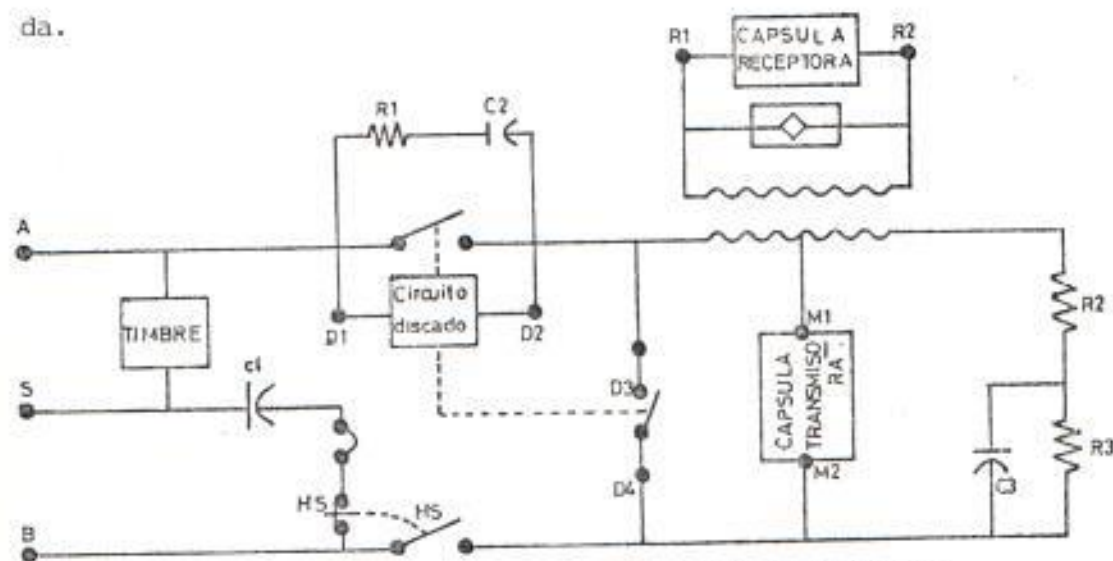 da.
R1
CAPSULA
RECEPTORA
R2
R1
C2
A
TIMBRE
Circuito
discado
D1
D2
R2
M1
CAPSULA
TRANSMISO
RA
M2
S
c1
D3
R3
D4
C3
H'S
HS
B